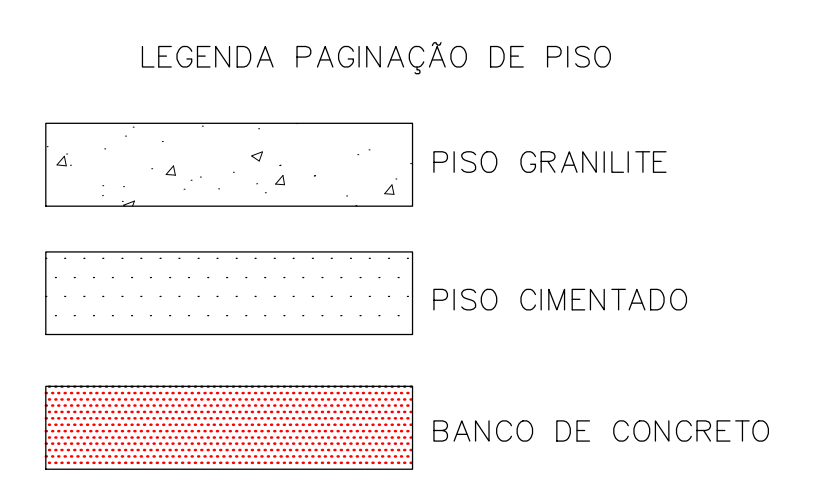 LEGENDA PAGINAÇÃO DE PISO
PISO GRANILITE
PISO CIMENTADO
BANCO DE CONCRETO